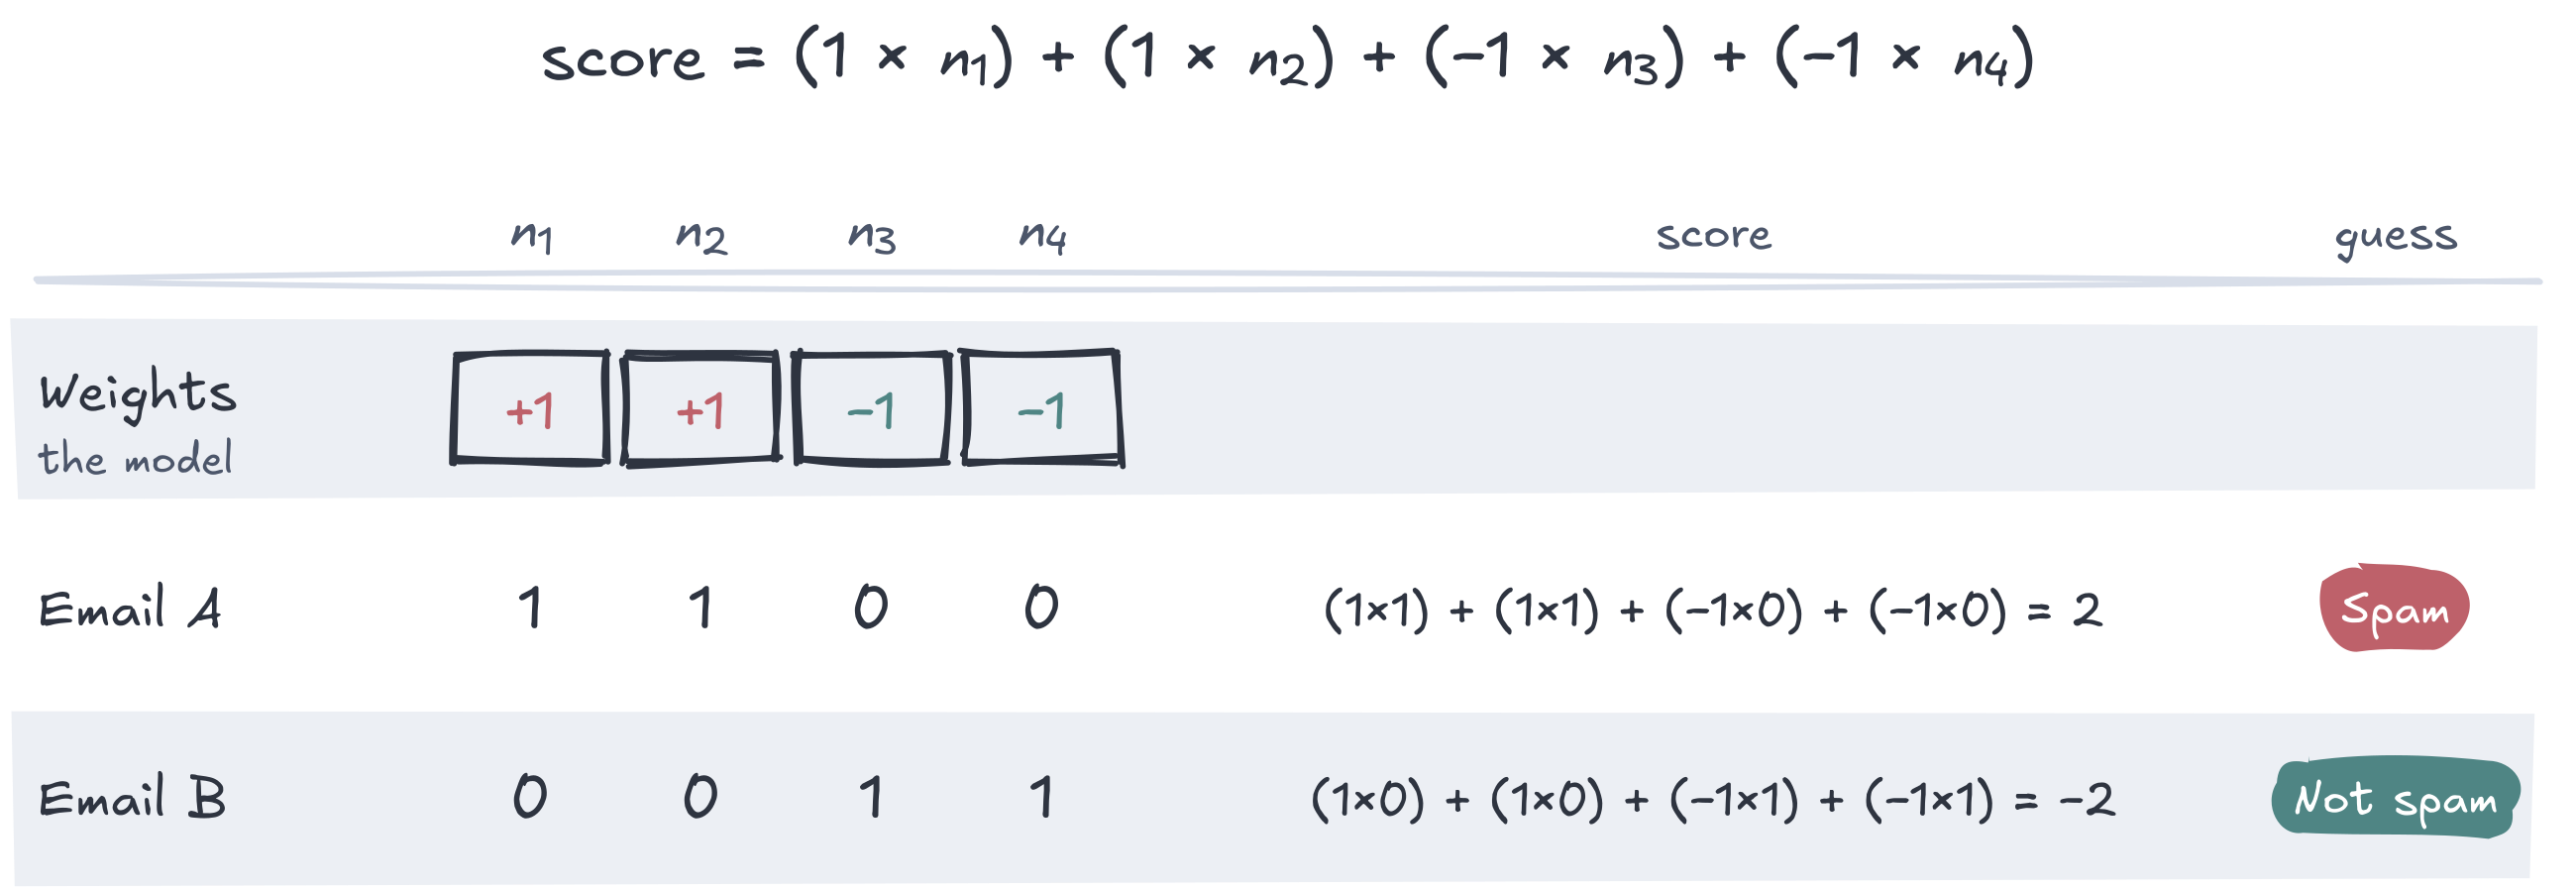 score = (1 × n1) + (1 × n2) + (−1 × n3) + (−1 × n4)
n1 n2 n3 n4 score guess
Weights +1 +1 −1 −1
the model
Email A 1 1 0 0 (1×1) + (1×1) + (−1×0) + (−1×0) = 2 Spam
Email B 0 0 1 1 (1×0) + (1×0) + (−1×1) + (−1×1) = −2 Not spam